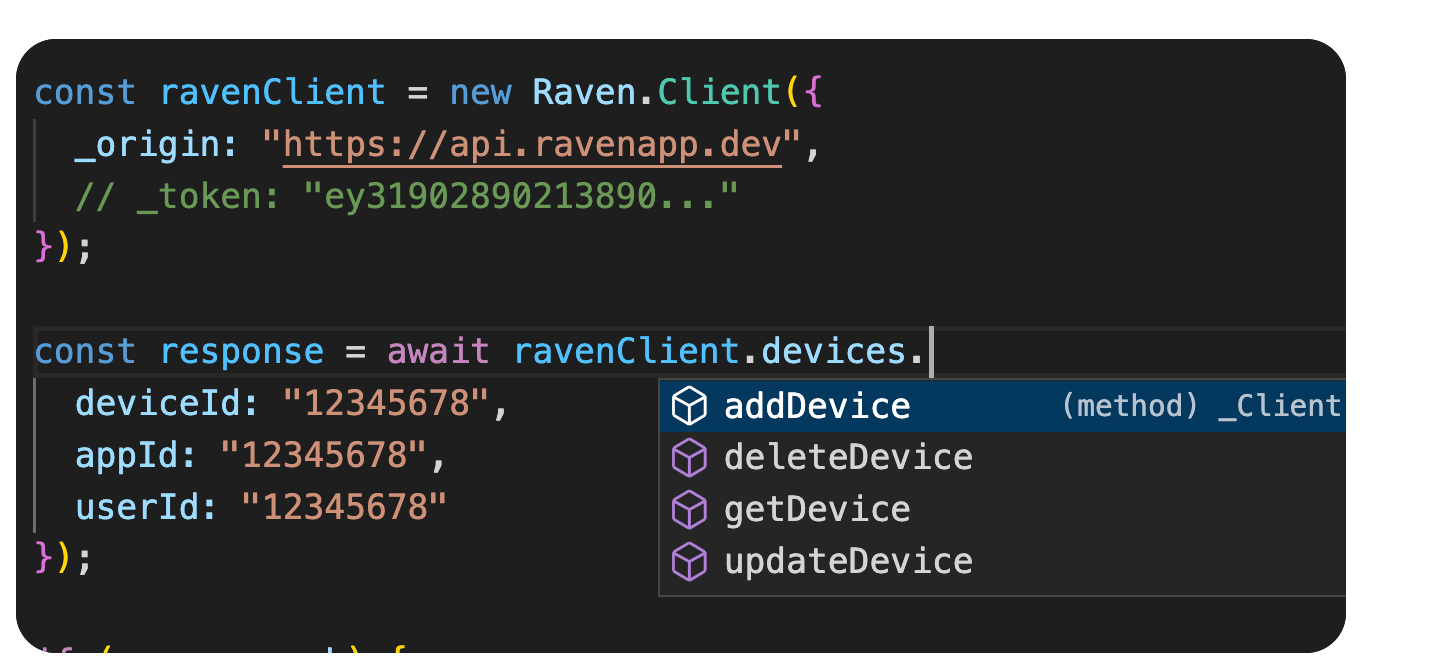 const ravenClient = new Raven.Client({
  _origin: "https://api.ravenapp.dev",
  // _token: "ey31902890213890..."
});
const response = await ravenClient.devices.
  deviceId: "12345678",
addDevice (method) _Client
  appId: "12345678",
deleteDevice
  userId: "12345678"
getDevice
});
updateDevice